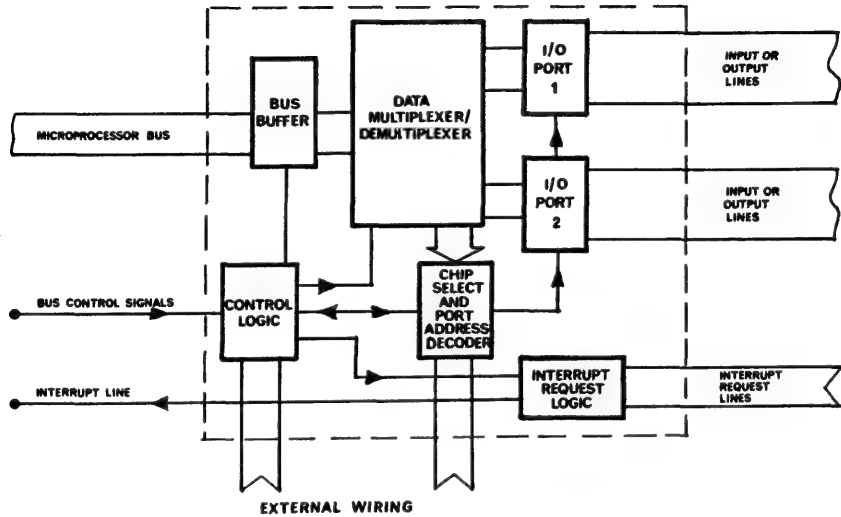 I/O
PORT
1
INPUT OR
OUTPUT
LINES
BUS
BUFFER
DATA
MULTIPLEXER/
DEMULTIPLEXER
MICROPROCESSOR BUS
I/O
PORT
2
INPUT OR
OUTPUT
LINES
BUS CONTROL SIGNALS
CONTROL
LOGIC
CHIP
SELECT
AND
PORT
ADDRESS
DECODER
INTERRUPT LINE
INTERRUPT
REQUEST
LOGIC
INTERRUPT
REQUEST
LINES
EXTERNAL WIRING